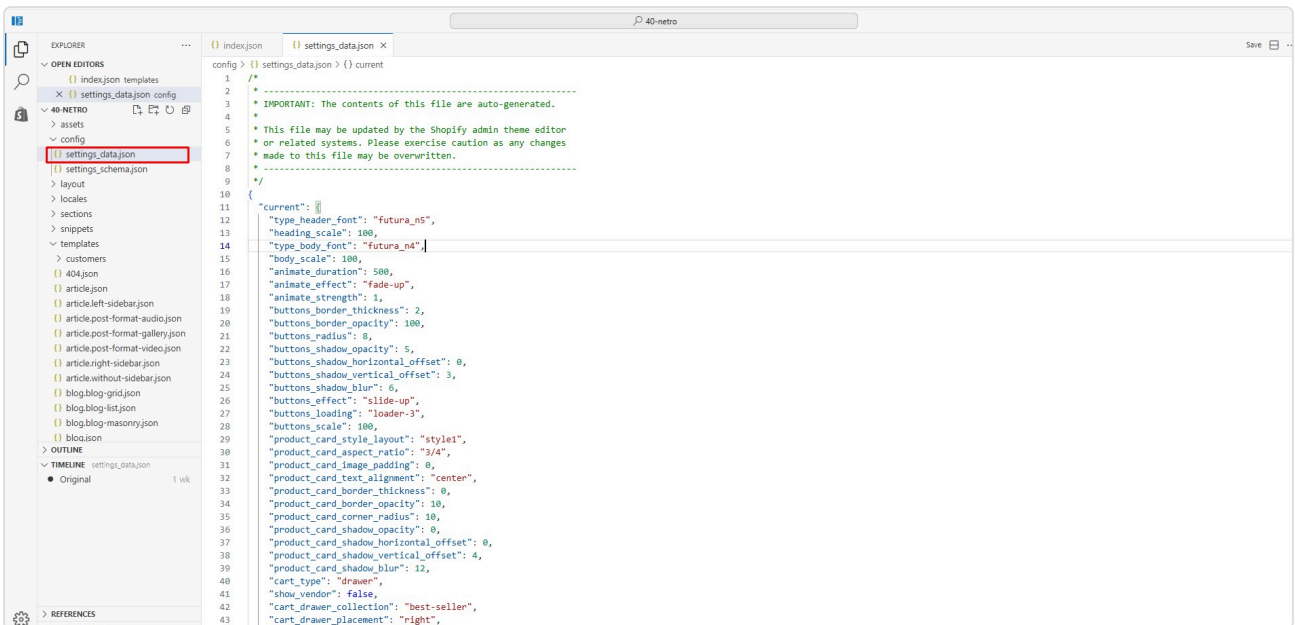 40-netro
EXPLORER
OPEN EDITORS
{} index.json templates
{} settings_data.json config
40-NETRO
> assets
config
{} settings_data.json
{} settings_schema.json
> layout
> locales
> sections
> snippets
templates
> customers
{} 404.json
{} article.json
{} article.left-sidebar.json
{} article.post-format-audio.json
{} article.post-format-gallery.json
{} article.post-format-video.json
{} article.right-sidebar.json
{} article.without-sidebar.json
{} blog.blog-grid.json
{} blog.blog-list.json
{} blog.blog-masonry.json
{} blog.json
> OUTLINE
TIMELINE settings_data.json
Original 1 wk
> REFERENCES
{} index.json {} settings_data.json Save
config > {} settings_data.json > {} current
1 /*
2 * ------------------------------------------------------------
3 * IMPORTANT: The contents of this file are auto-generated.
4 *
5 * This file may be updated by the Shopify admin theme editor
6 * or related systems. Please exercise caution as any changes
7 * made to this file may be overwritten.
8 * ------------------------------------------------------------
9 */
10 {
11 "current": {
12 "type_header_font": "futura_n5",
13 "heading_scale": 100,
14 "type_body_font": "futura_n4",
15 "body_scale": 100,
16 "animate_duration": 500,
17 "animate_effect": "fade-up",
18 "animate_strength": 1,
19 "buttons_border_thickness": 2,
20 "buttons_border_opacity": 100,
21 "buttons_radius": 8,
22 "buttons_shadow_opacity": 5,
23 "buttons_shadow_horizontal_offset": 0,
24 "buttons_shadow_vertical_offset": 3,
25 "buttons_shadow_blur": 6,
26 "buttons_effect": "slide-up",
27 "buttons_loading": "loader-3",
28 "buttons_scale": 100,
29 "product_card_style_layout": "style1",
30 "product_card_aspect_ratio": "3/4",
31 "product_card_image_padding": 0,
32 "product_card_text_alignment": "center",
33 "product_card_border_thickness": 0,
34 "product_card_border_opacity": 10,
35 "product_card_corner_radius": 10,
36 "product_card_shadow_opacity": 0,
37 "product_card_shadow_horizontal_offset": 0,
38 "product_card_shadow_vertical_offset": 4,
39 "product_card_shadow_blur": 12,
40 "cart_type": "drawer",
41 "show_vendor": false,
42 "cart_drawer_collection": "best-seller",
43 "cart_drawer_placement": "right",